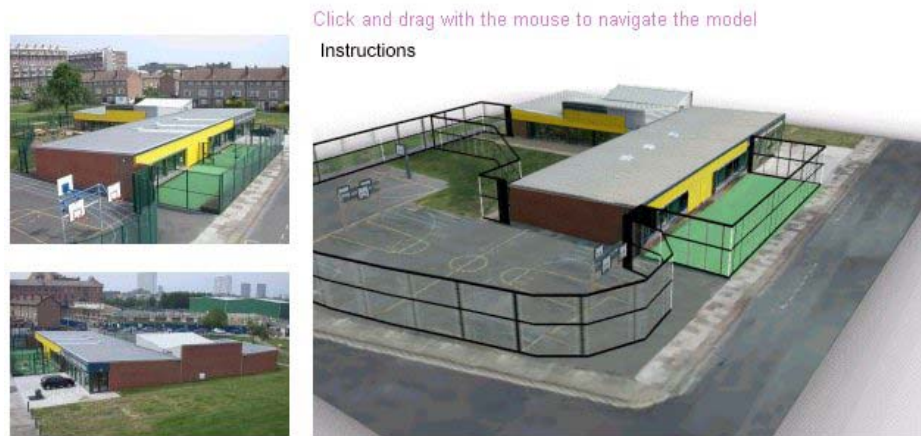 Click and drag with the mouse to navigate the model
Instructions